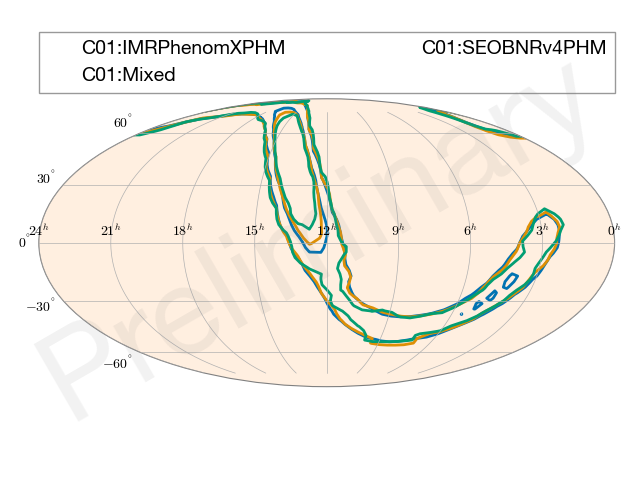 C01:IMRPhenomXPHM C01:SEOBNRv4PHM
C01:Mixed
60°
30°
24h 21h 18h 15h 12h 9h 6h 3h 0h
0°
−30°
−60°
Preliminary